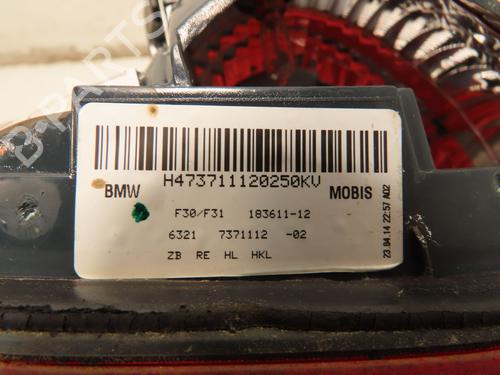 H473711120250KV
BMW MOBIS
F30/F31 183611-12
6321 7371112 -02
ZB RE HL HKL
23.04.14 22:57 A02